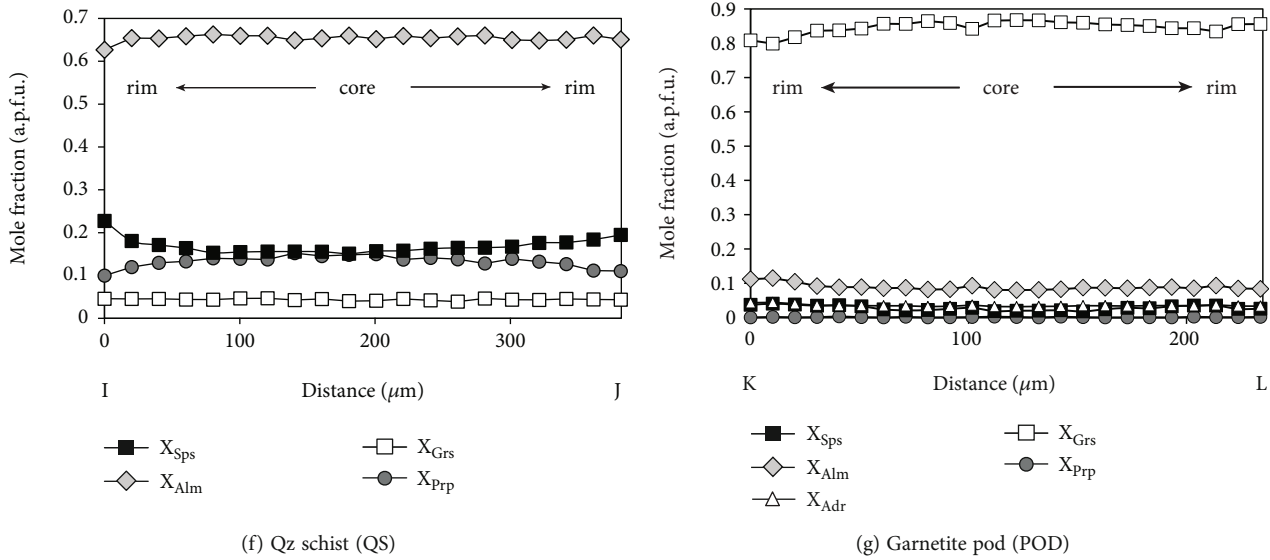 Mole fraction (a.p.f.u.)
0.7
0.6
0.5
0.4
0.3
0.2
0.1
0
rim
core
rim
0
100
200
300
I
Distance (μm)
J
X_Sps
X_Grs
X_Alm
X_Prp
(f) Qz schist (QS)
Mole fraction (a.p.f.u.)
0.9
0.8
0.7
0.6
0.5
0.4
0.3
0.2
0.1
0
rim
core
rim
0
100
200
K
Distance (μm)
L
X_Sps
X_Grs
X_Alm
X_Prp
X_Adr
(g) Garnetite pod (POD)